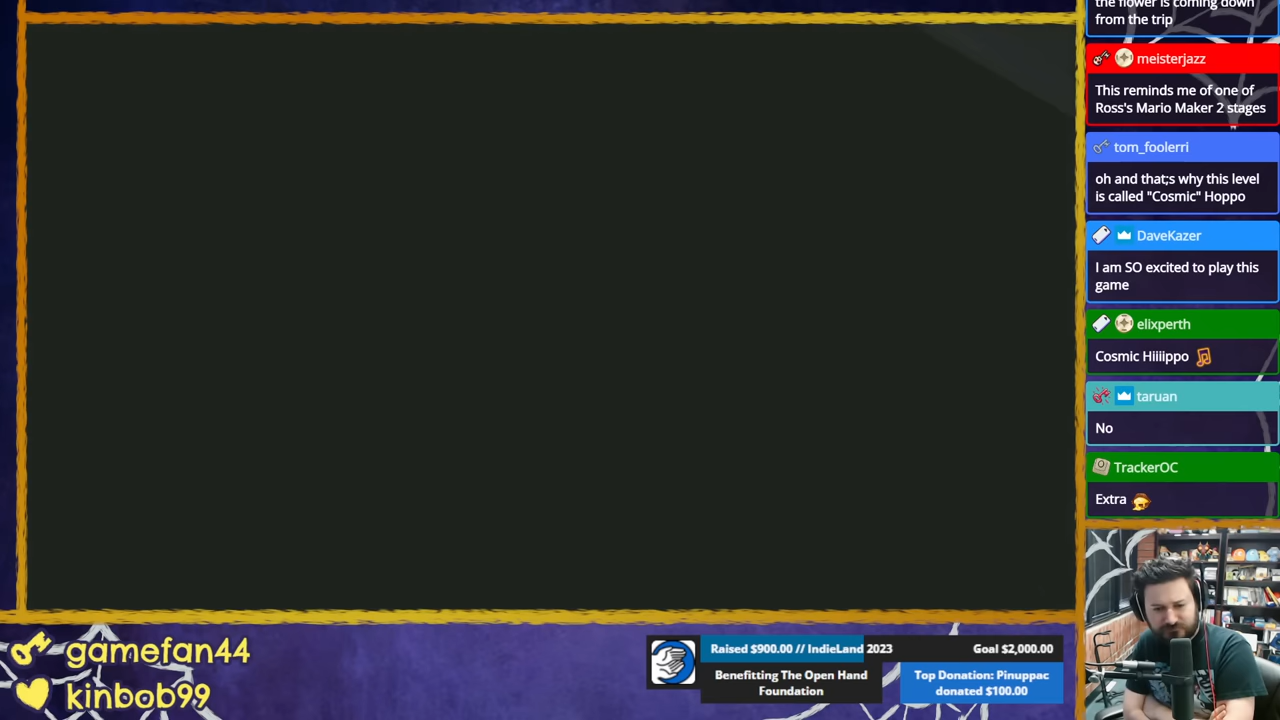 the flower is coming down
from the trip
meisterjazz
This reminds me of one of
Ross's Mario Maker 2 stages
tom_foolerri
oh and that;s why this level
is called "Cosmic" Hoppo
DaveKazer
I am SO excited to play this
game
elixperth
Cosmic Hiiiippo
taruan
No
TrackerOC
Extra
gamefan44
kinbob99
Raised $900.00 // IndieLand 2023
Goal $2,000.00
Benefitting The Open Hand
Foundation
Top Donation: Pinuppac
donated $100.00